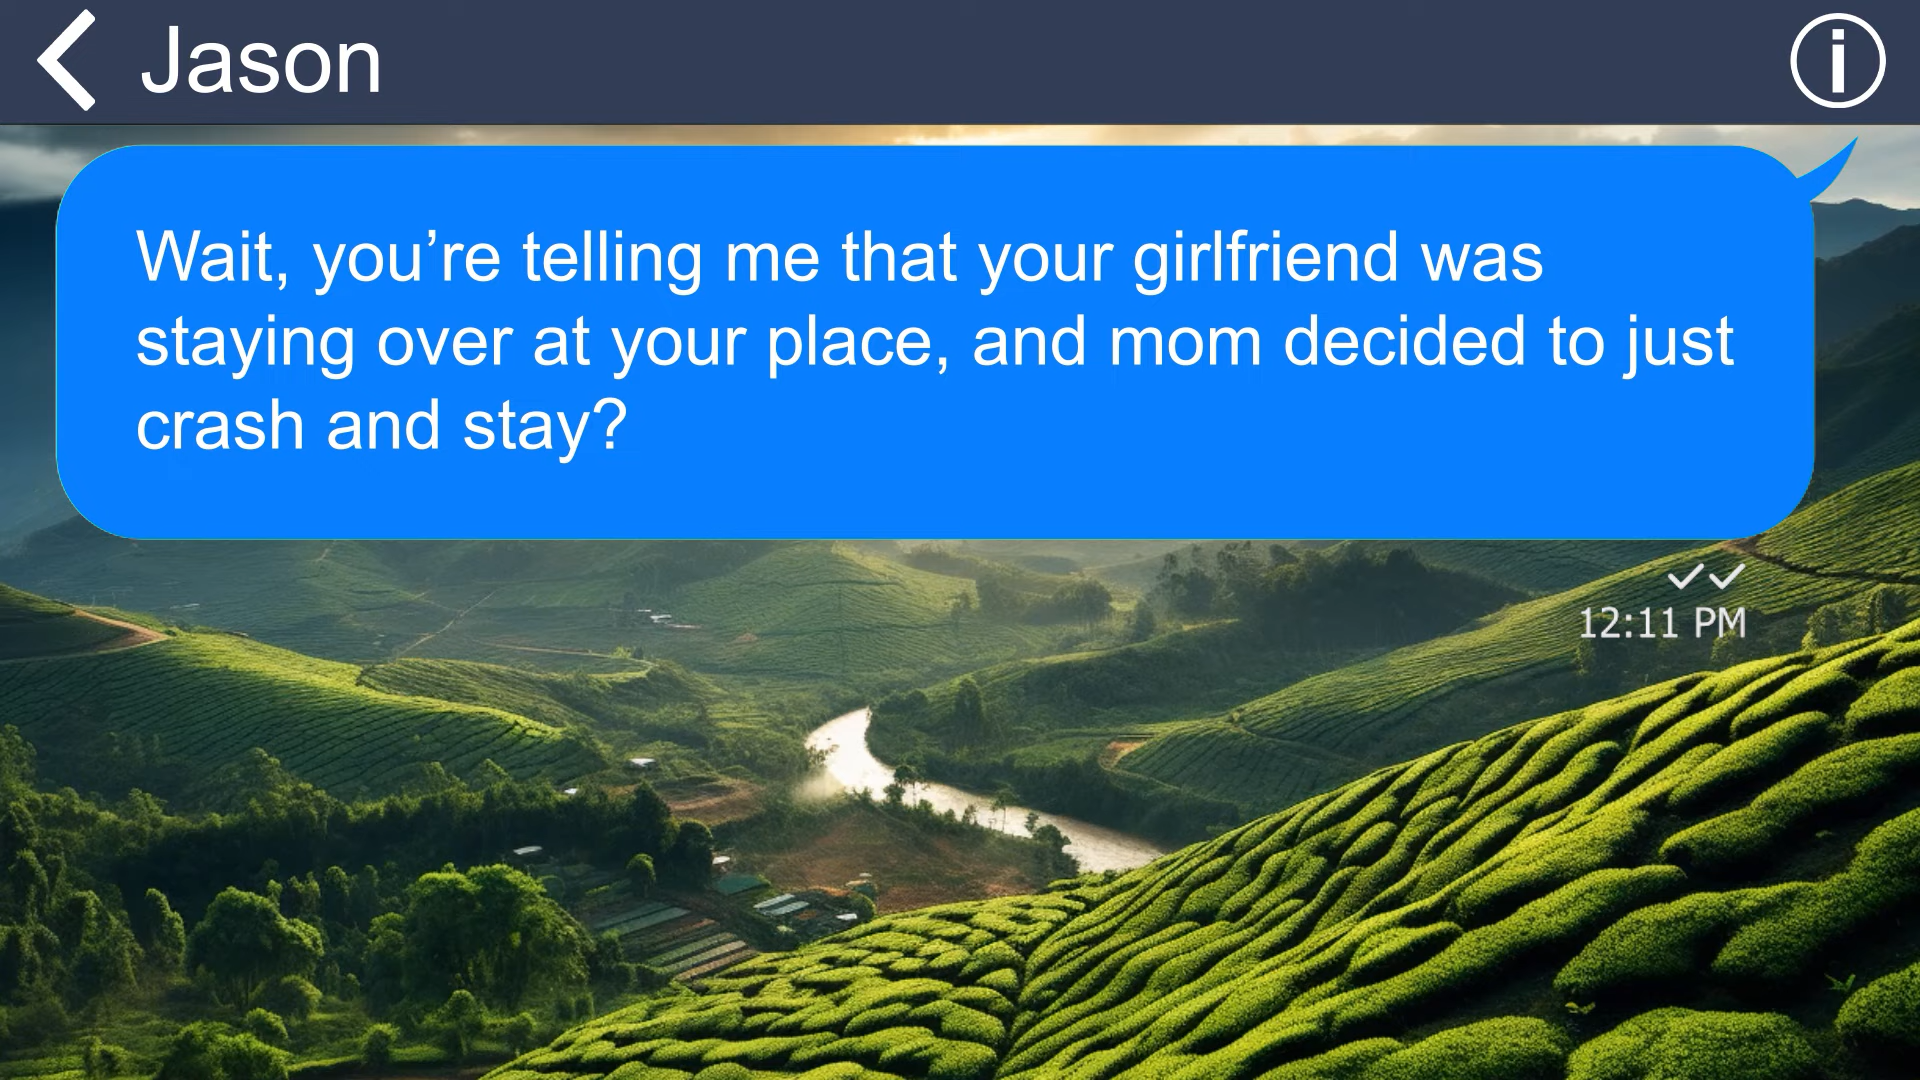 Jason
Wait, you’re telling me that your girlfriend was
staying over at your place, and mom decided to just
crash and stay?
12:11 PM